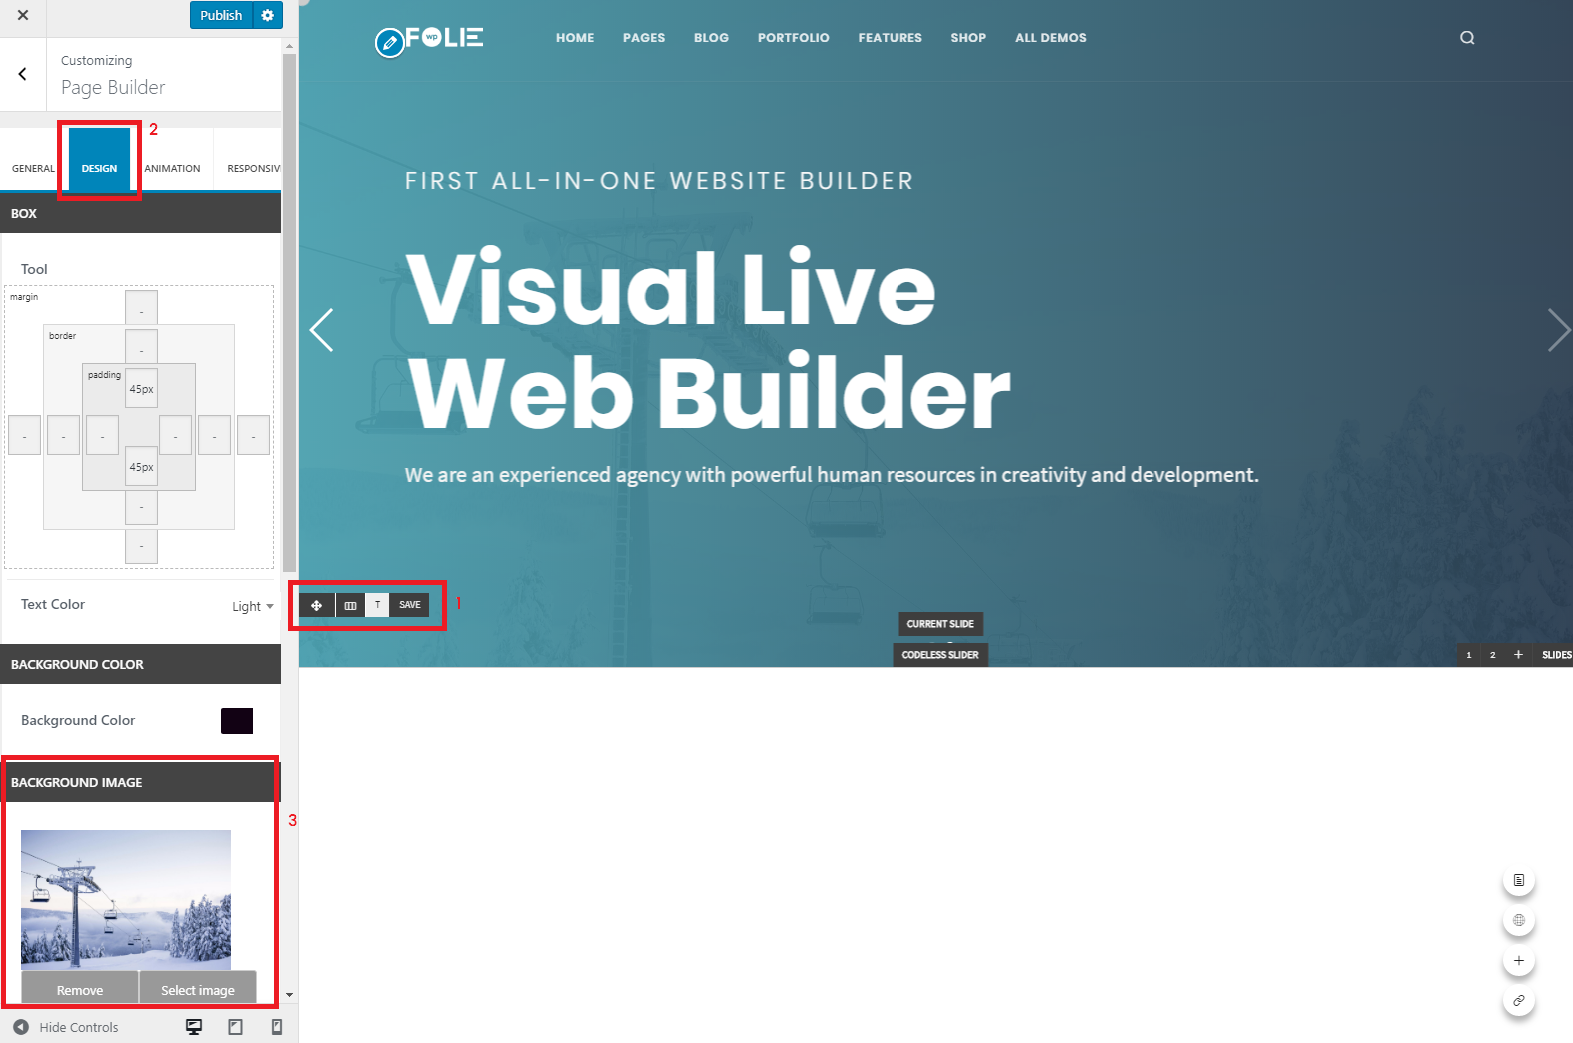 Publish
Customizing
Page Builder
2
GENERAL
DESIGN
ANIMATION
RESPONSIV
BOX
Tool
margin
-
border
-
padding
45px
-
-
-
-
-
-
45px
-
-
Text Color
Light
BACKGROUND COLOR
Background Color
BACKGROUND IMAGE
3
Remove
Select image
Hide Controls
FOLIE
wp
HOME
PAGES
BLOG
PORTFOLIO
FEATURES
SHOP
ALL DEMOS
FIRST ALL-IN-ONE WEBSITE BUILDER
Visual Live
Web Builder
We are an experienced agency with powerful human resources in creativity and development.
T
SAVE
1
CURRENT SLIDE
CODELESS SLIDER
1
2
+
SLIDES